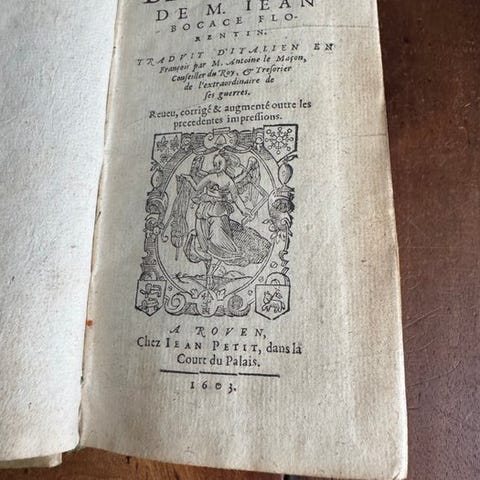 DE M. IEAN
BOCACE FLO-
RENTIN.
TRADVIT D'ITALIEN EN
François par M. Antoine le Maçon,
Conseiller du Roy, & Tresorier
de l'extraordinaire de
ses guerres.
Reueu, corrigé & augmenté outre les
precedentes impressions.
A ROVEN,
Chez IEAN PETIT, dans la
Court du Palais.
1603.